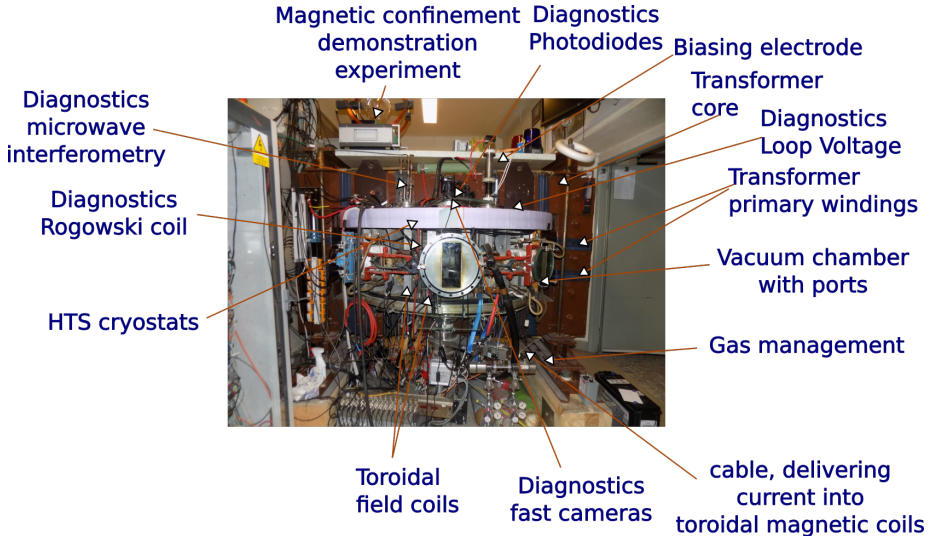 Magnetic confinement
demonstration
experiment
Diagnostics
Photodiodes
Biasing electrode
Transformer
core
Diagnostics
Loop Voltage
Transformer
primary windings
Vacuum chamber
with ports
Gas management
cable, delivering
current into
toroidal magnetic coils
Diagnostics
fast cameras
Toroidal
field coils
HTS cryostats
Diagnostics
Rogowski coil
Diagnostics
microwave
interferometry